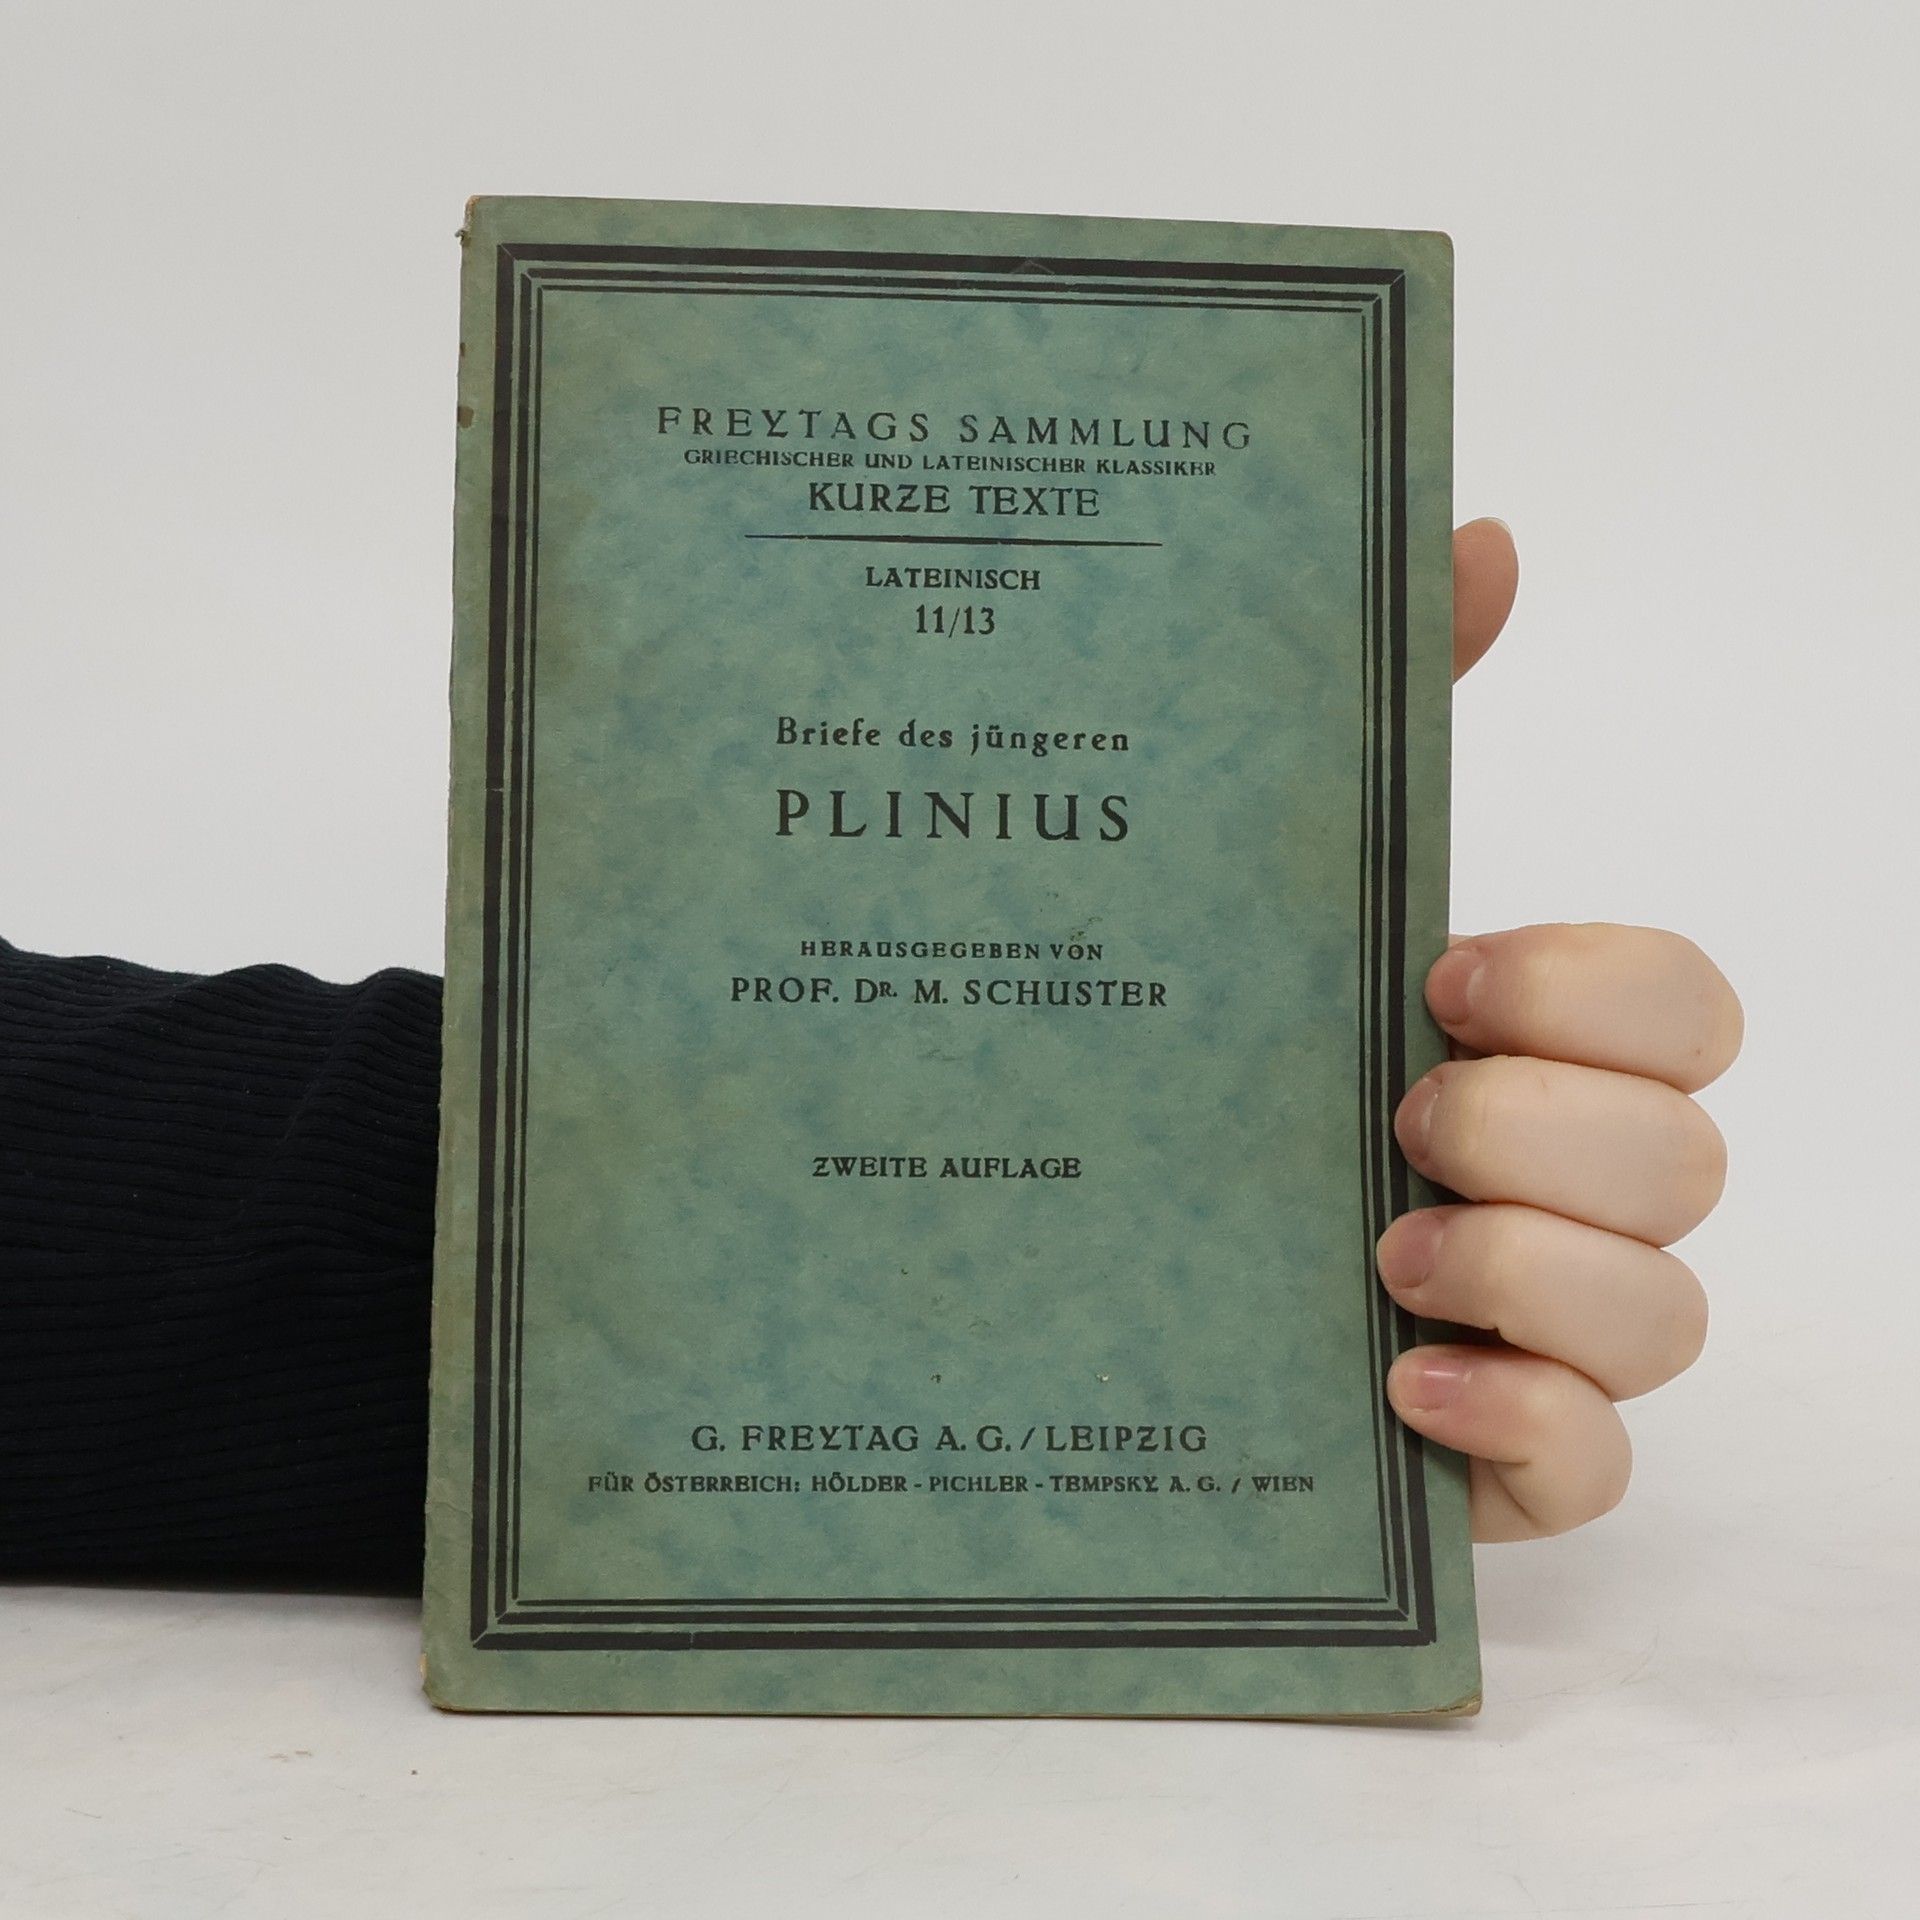 FREYTAGS SAMMLUNG
GRIECHISCHER UND LATEINISCHER KLASSIKER
KURZE TEXTE
LATEINISCH
11/13
Briefe des jüngeren
PLINIUS
HERAUSGEGEBEN VON
PROF. DR. M. SCHUSTER
ZWEITE AUFLAGE
G. FREYTAG A. G. / LEIPZIG
FÜR ÖSTERREICH: HÖLDER - PICHLER - TEMPSKY A. G. / WIEN